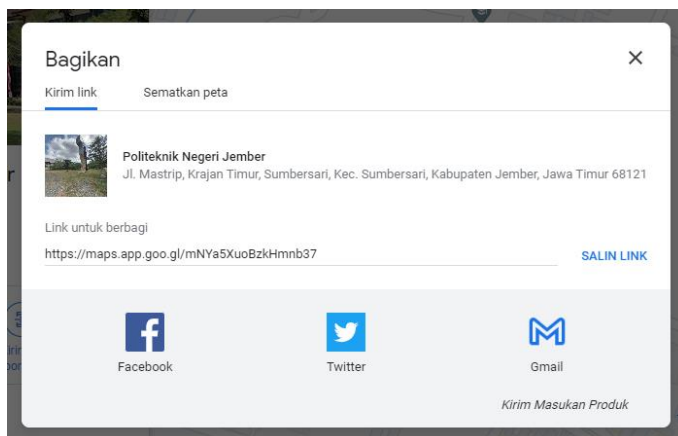 Bagikan
Kirim link
Sematkan peta
Politeknik Negeri Jember
Jl. Mastrip, Krajan Timur, Sumbersari, Kec. Sumbersari, Kabupaten Jember, Jawa Timur 68121
Link untuk berbagi
https://maps.app.goo.gl/mNYa5XuoBzkHmnb37
SALIN LINK
Facebook
Twitter
Gmail
Kirim Masukan Produk